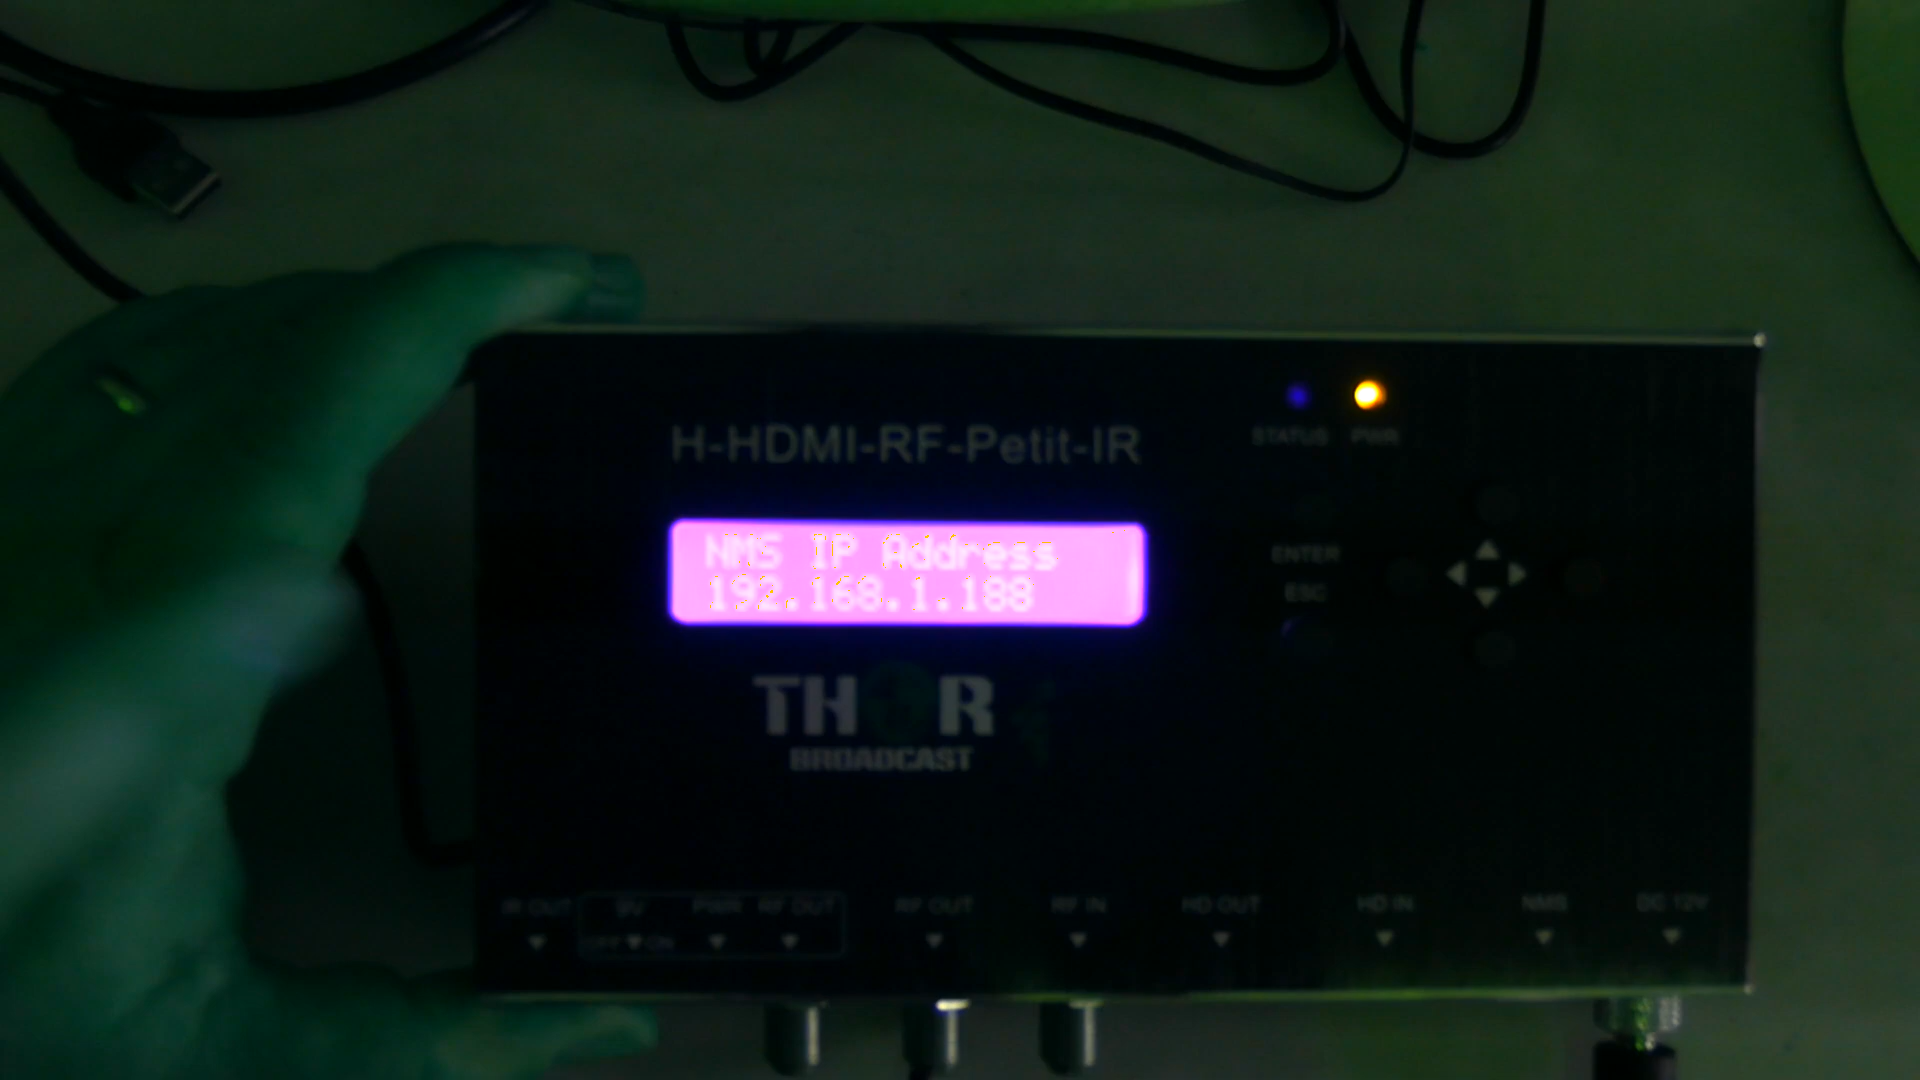 STATUS PWR
H-HDMI-RF-Petit-IR
NMS IP Address
192.168.1.188
ENTER
ESC
THOR
BROADCAST
IR OUT 9V PWR RF OUT RF OUT RF IN HD OUT HD IN NMS DC 12V
OFF ON